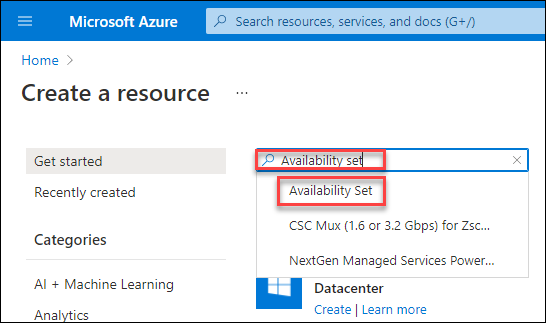 Microsoft Azure
Search resources, services, and docs (G+/)
Home
Create a resource
...
Get started
Recently created
Categories
AI + Machine Learning
Analytics
Availability set
Availability Set
CSC Mux (1.6 or 3.2 Gbps) for Zsc...
NextGen Managed Services Power...
Datacenter
Create | Learn more